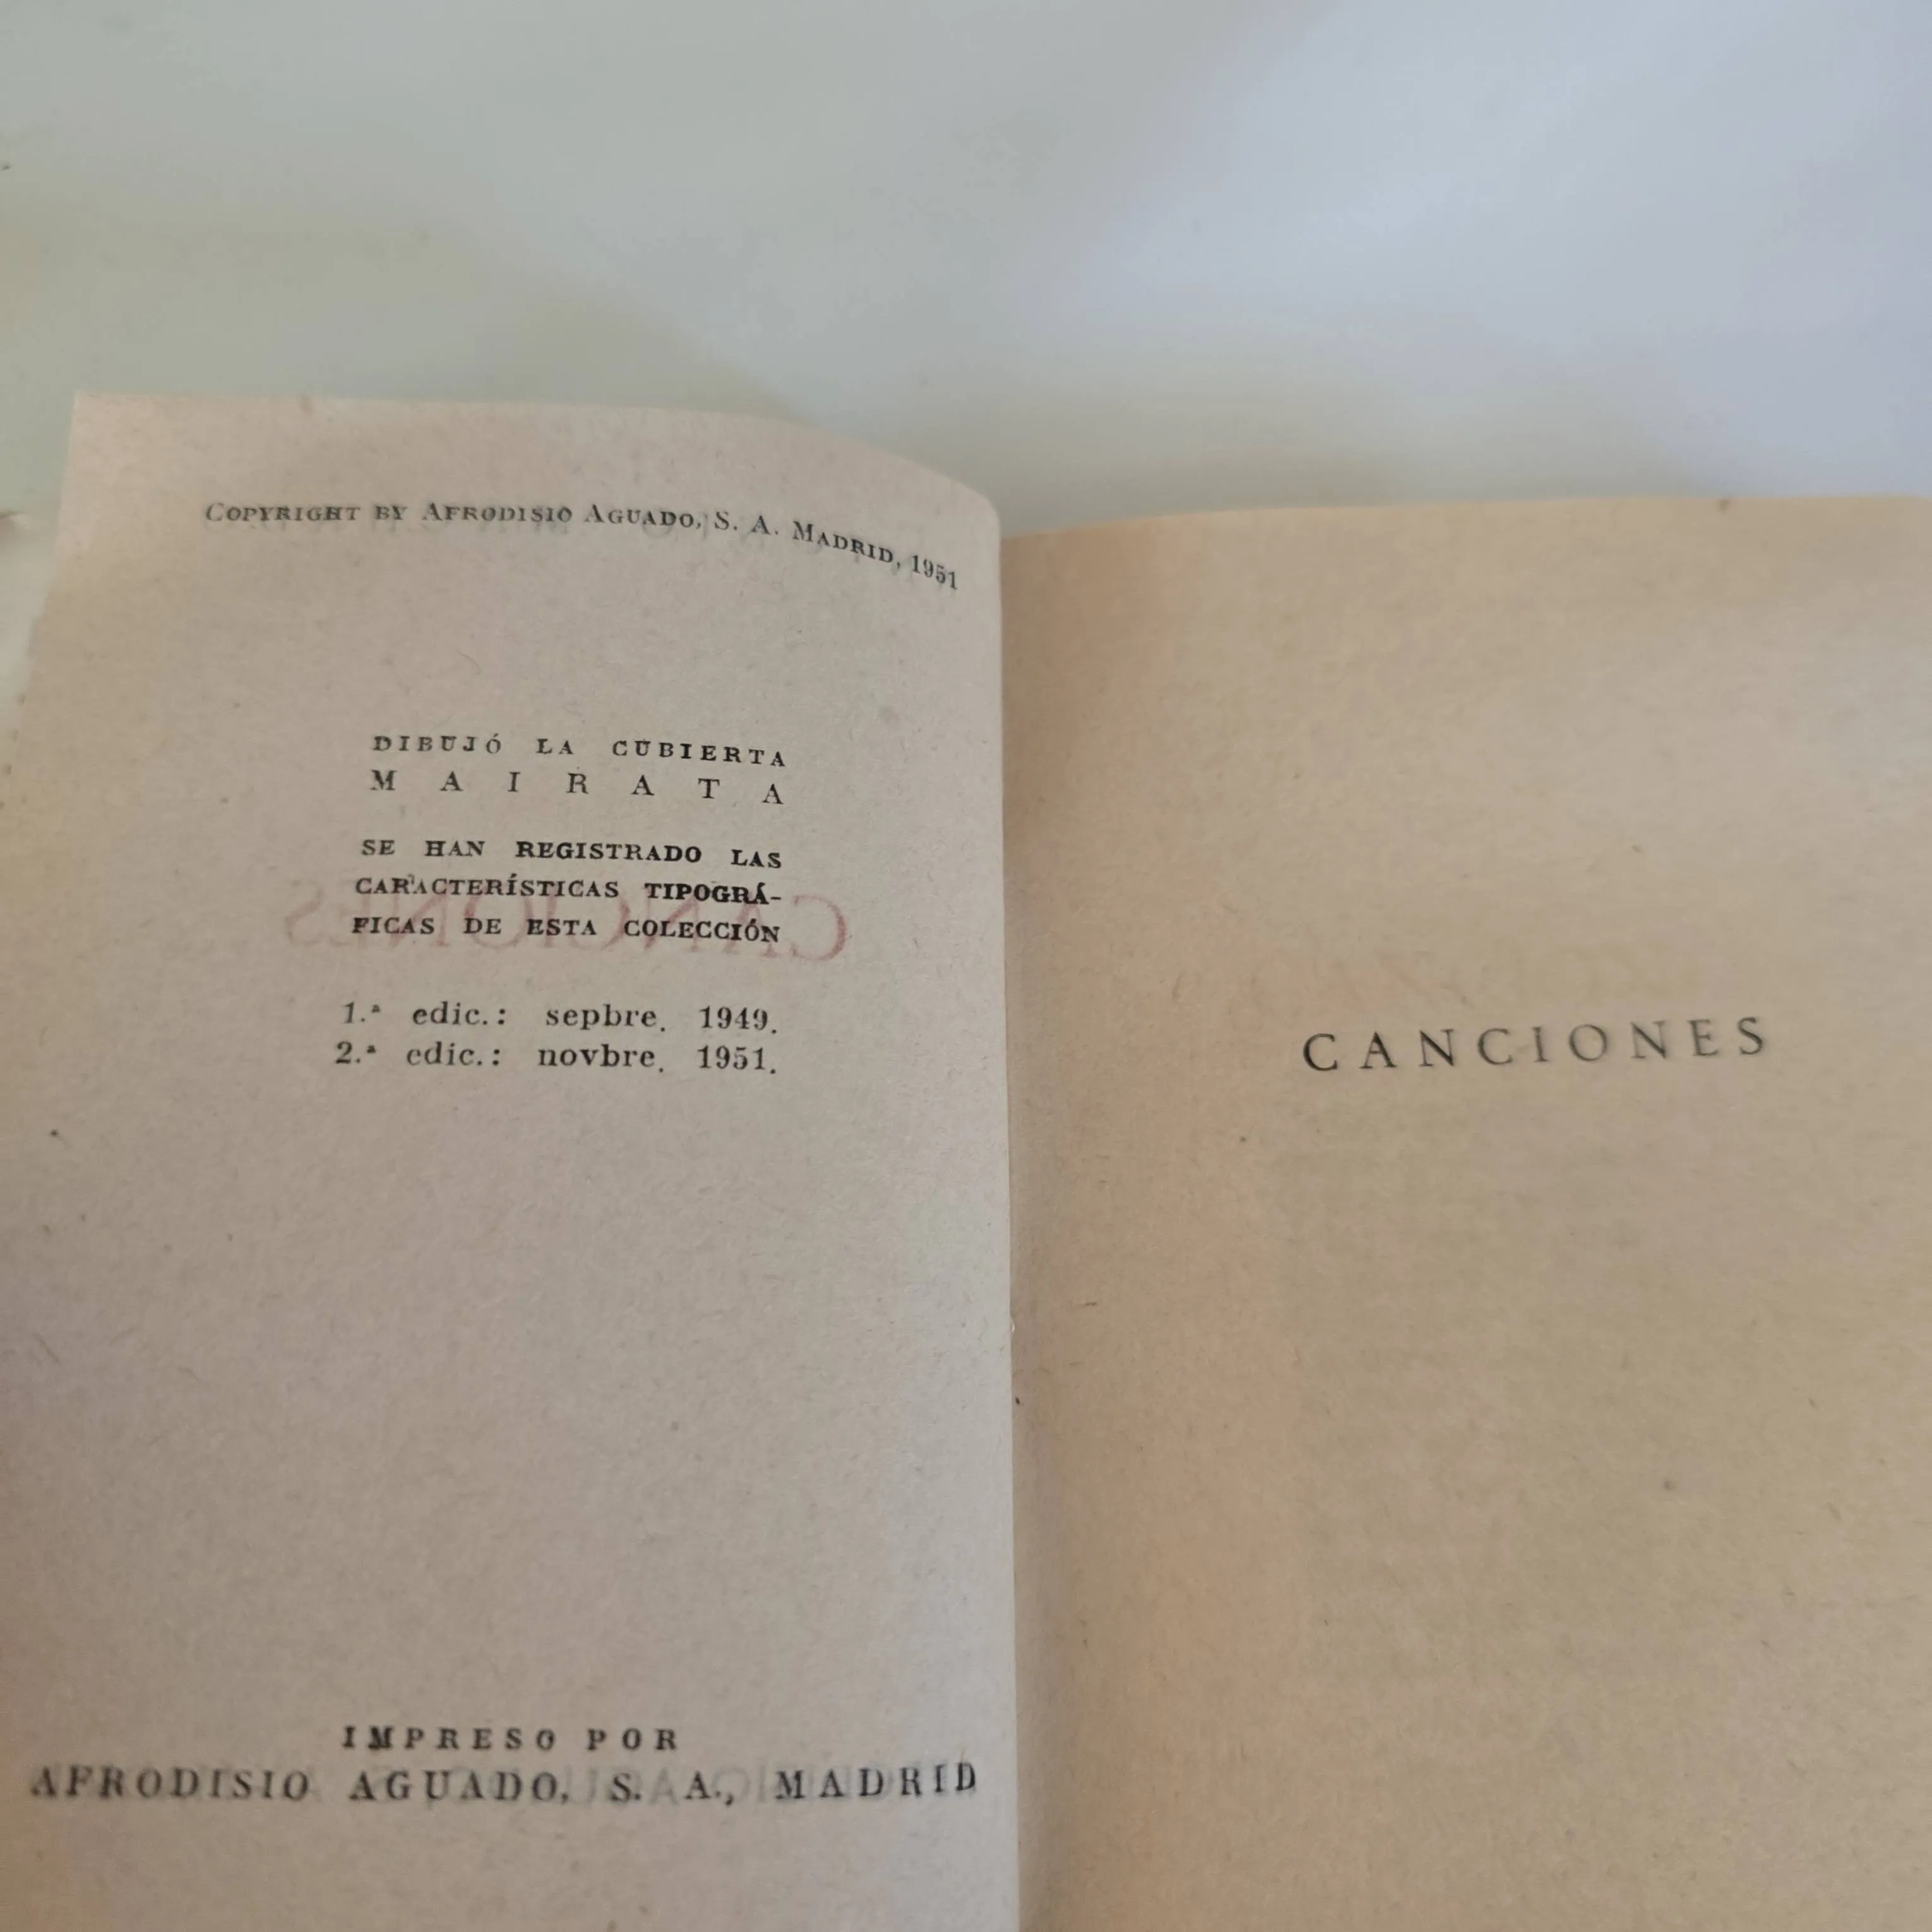 COPYRIGHT BY AFRODISIO AGUADO, S. A. MADRID, 1951
DIBUJÓ LA CUBIERTA
MAIRATA
SE HAN REGISTRADO LAS
CARACTERÍSTICAS TIPOGRÁ-
FICAS DE ESTA COLECCIÓN
1.ª edic.: sepbre. 1949.
2.ª edic.: novbre. 1951.
IMPRESO POR
AFRODISIO AGUADO, S. A., MADRID
CANCIONES